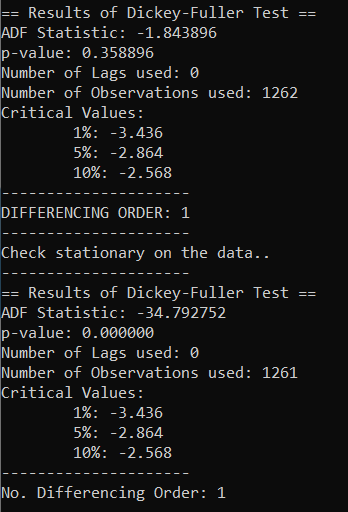 == Results of Dickey-Fuller Test ==
ADF Statistic: -1.843896
p-value: 0.358896
Number of Lags used: 0
Number of Observations used: 1262
Critical Values:
1%: -3.436
5%: -2.864
10%: -2.568
---------------------
DIFFERENCING ORDER: 1
---------------------
Check stationary on the data..
---------------------
== Results of Dickey-Fuller Test ==
ADF Statistic: -34.792752
p-value: 0.000000
Number of Lags used: 0
Number of Observations used: 1261
Critical Values:
1%: -3.436
5%: -2.864
10%: -2.568
---------------------
No. Differencing Order: 1